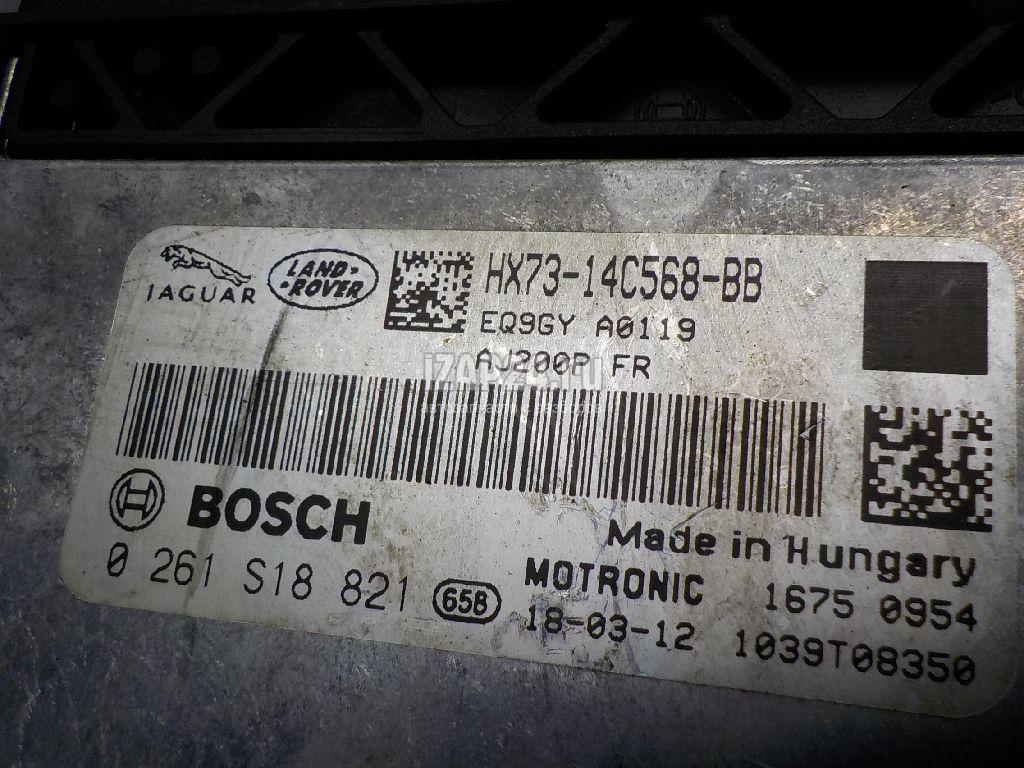 JAGUAR
LAND-
-ROVER
HX73-14C568-BB
EQ9GY A0119
AJ200P FR
BOSCH
Made in Hungary
0 261 S18 821 658
MOTRONIC
1675 0954
18-03-12
1039T08350